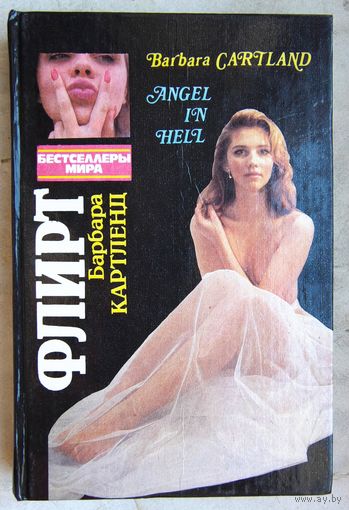 Barbara CARTLAND
ANGEL
IN
HELL
БЕСТСЕЛЛЕРЫ
МИРА
ФЛИРТ
Барбара
КАРТЛЕНД
www.ay.by